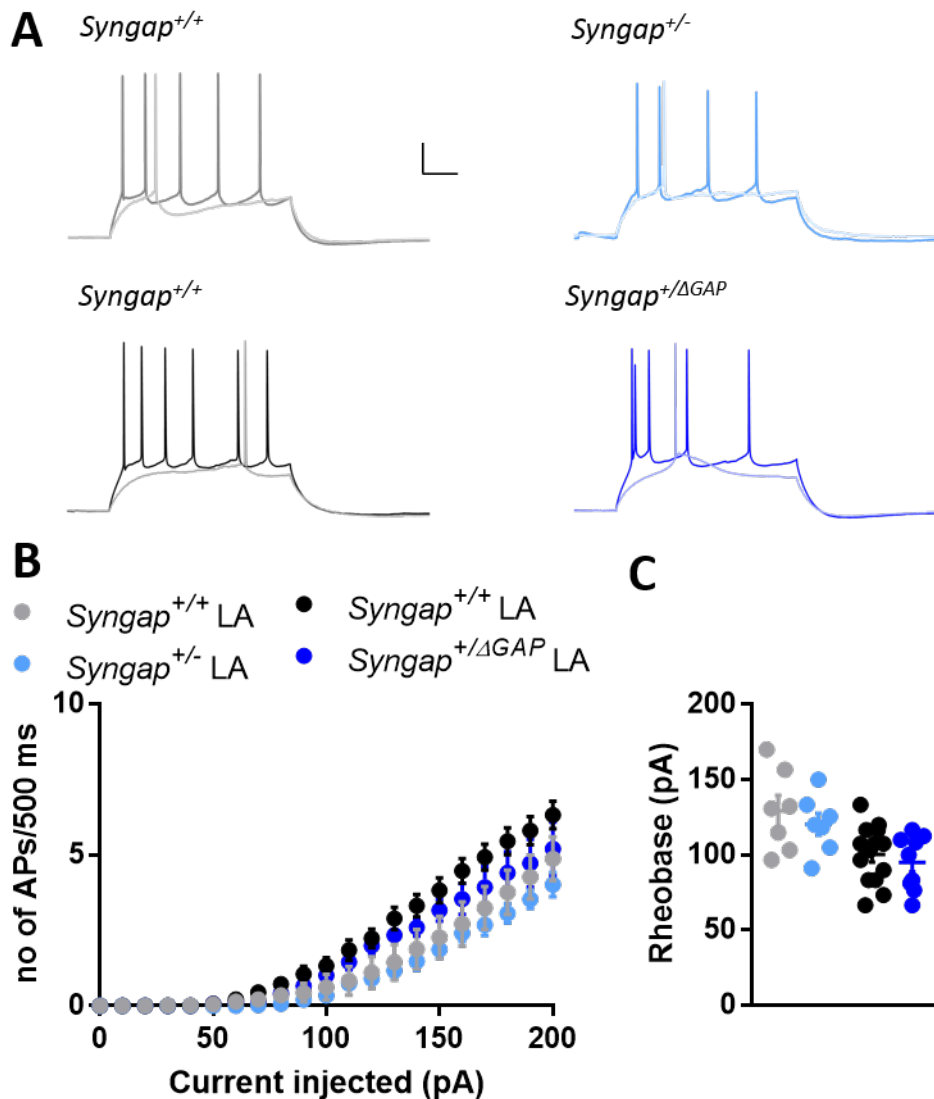 A
Syngap+/+
Syngap+/-
Syngap+/+
Syngap+/ΔGAP
B
C
Syngap+/+ LA
Syngap+/+ LA
Syngap+/- LA
Syngap+/ΔGAP LA
no of APs/500 ms
10
5
0
0
50
100
150
200
Current injected (pA)
Rheobase (pA)
200
150
100
50
0